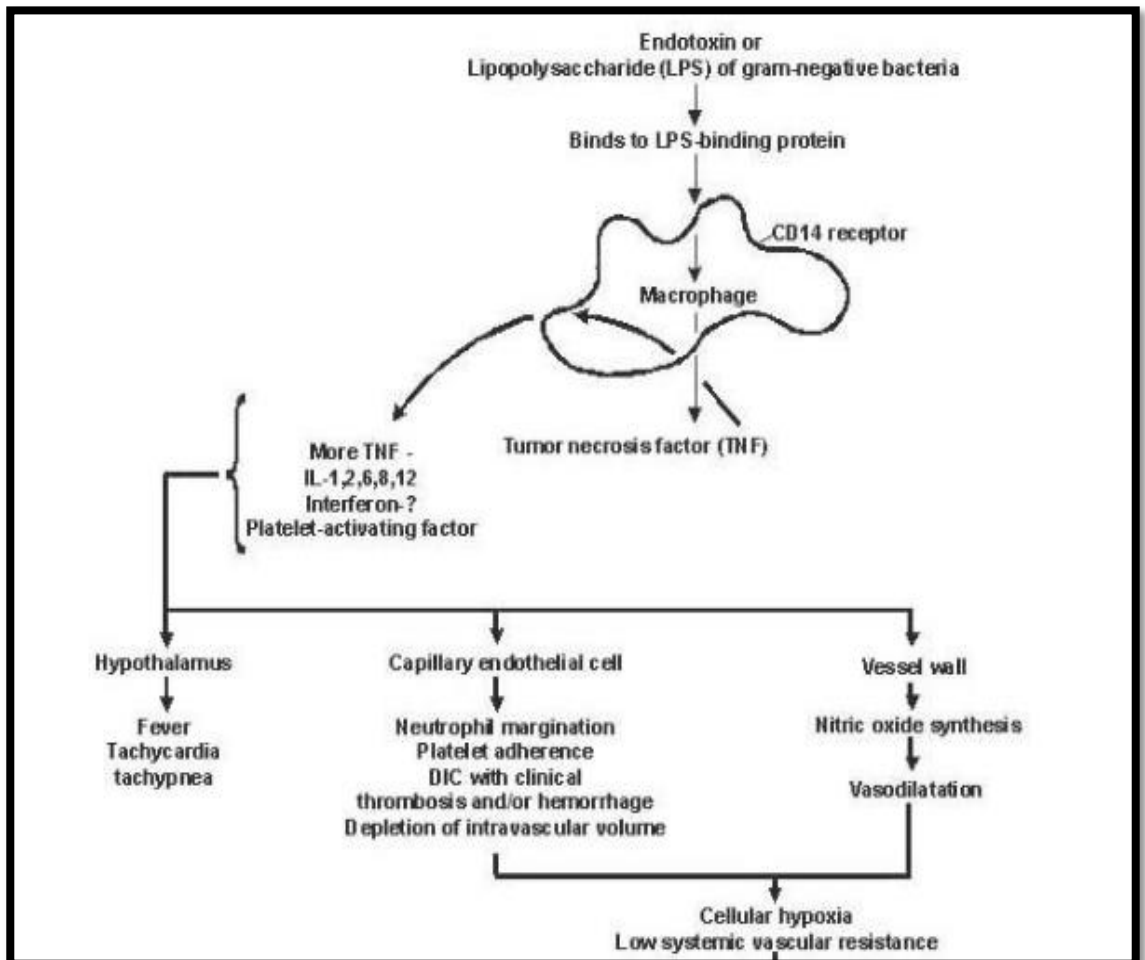 Endotoxin or
Lipopolysaccharide (LPS) of gram-negative bacteria
Binds to LPS-binding protein
CD14 receptor
Macrophage
Tumor necrosis factor (TNF)
More TNF -
IL-1,2,6,8,12
Interferon-?
Platelet-activating factor
Hypothalamus
Capillary endothelial cell
Vessel wall
Fever
Tachycardia
tachypnea
Neutrophil margination
Platelet adherence
DIC with clinical
thrombosis and/or hemorrhage
Depletion of intravascular volume
Nitric oxide synthesis
Vasodilatation
Cellular hypoxia
Low systemic vascular resistance